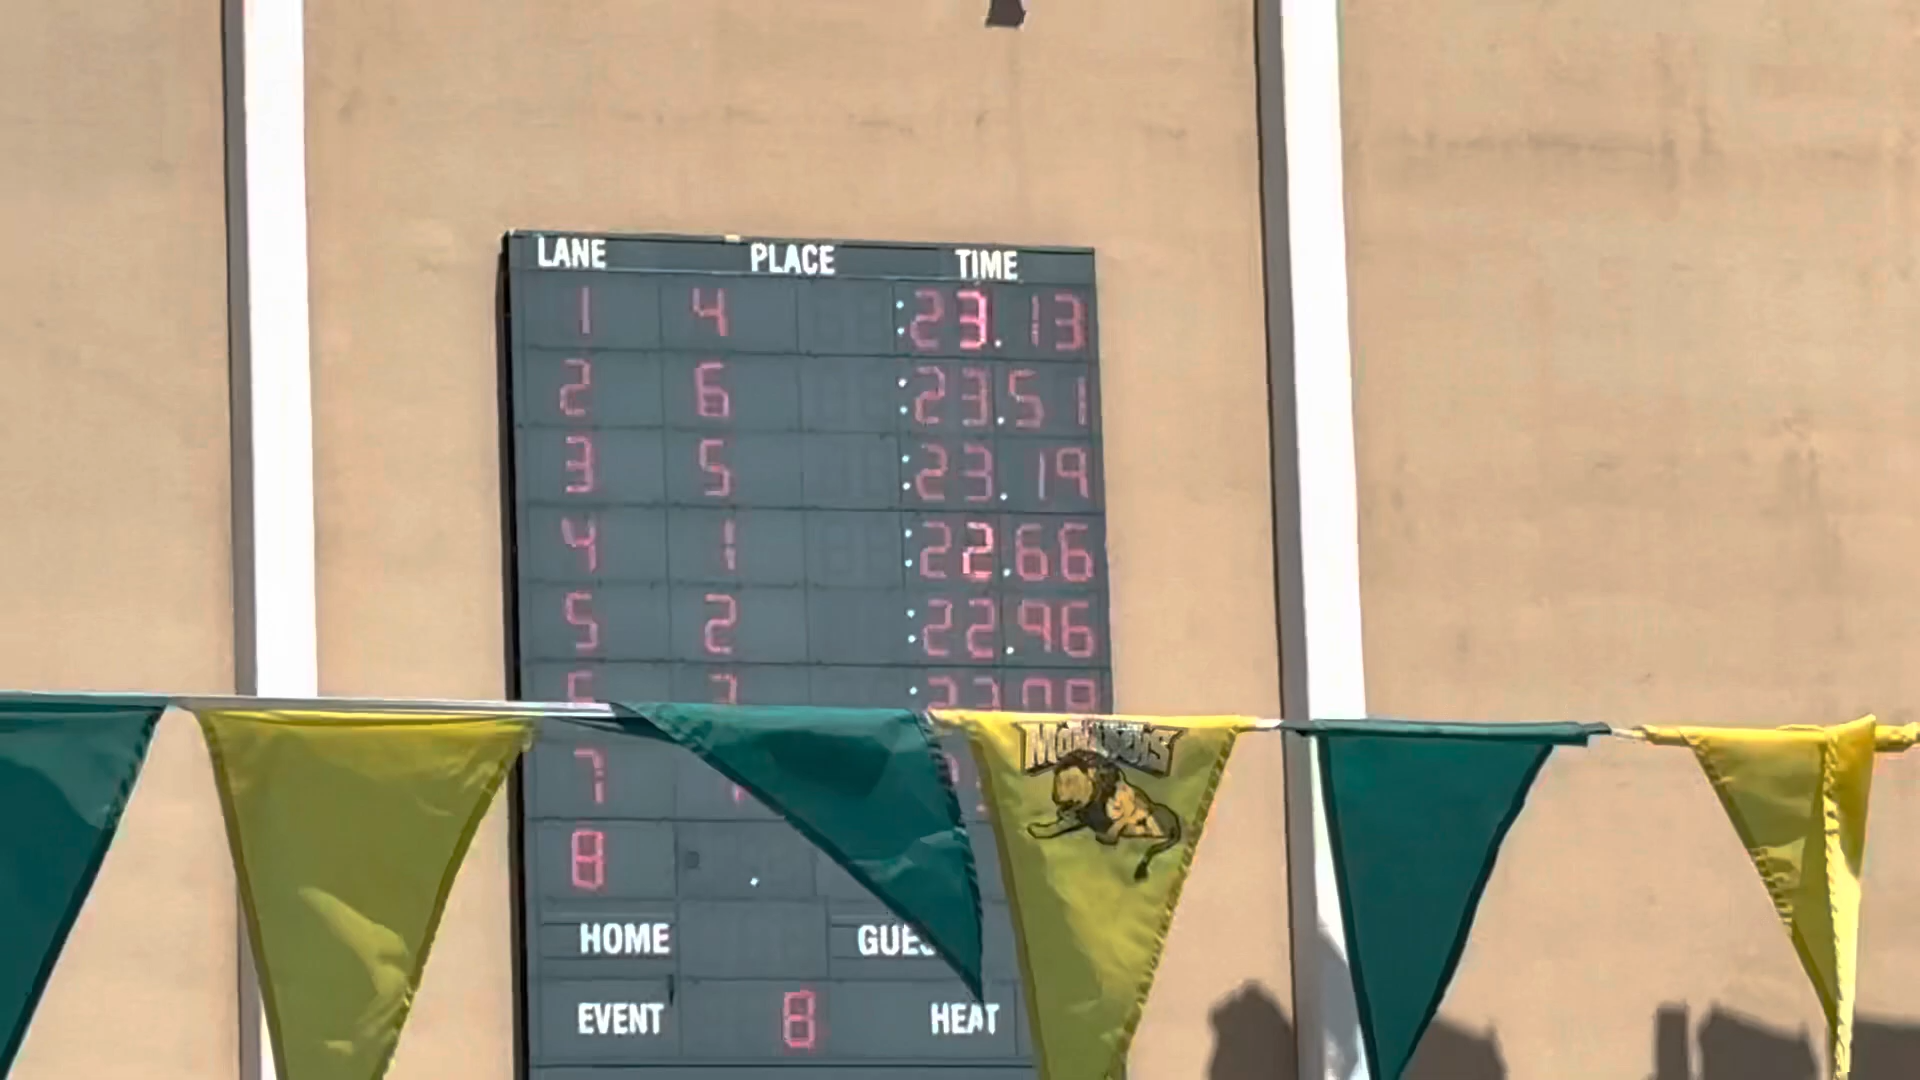 LANE PLACE TIME
1 4 :23.13
2 6 :23.51
3 5 :23.19
4 1 :22.66
5 2 :22.96
7
8
HOME
EVENT 8 HEAT